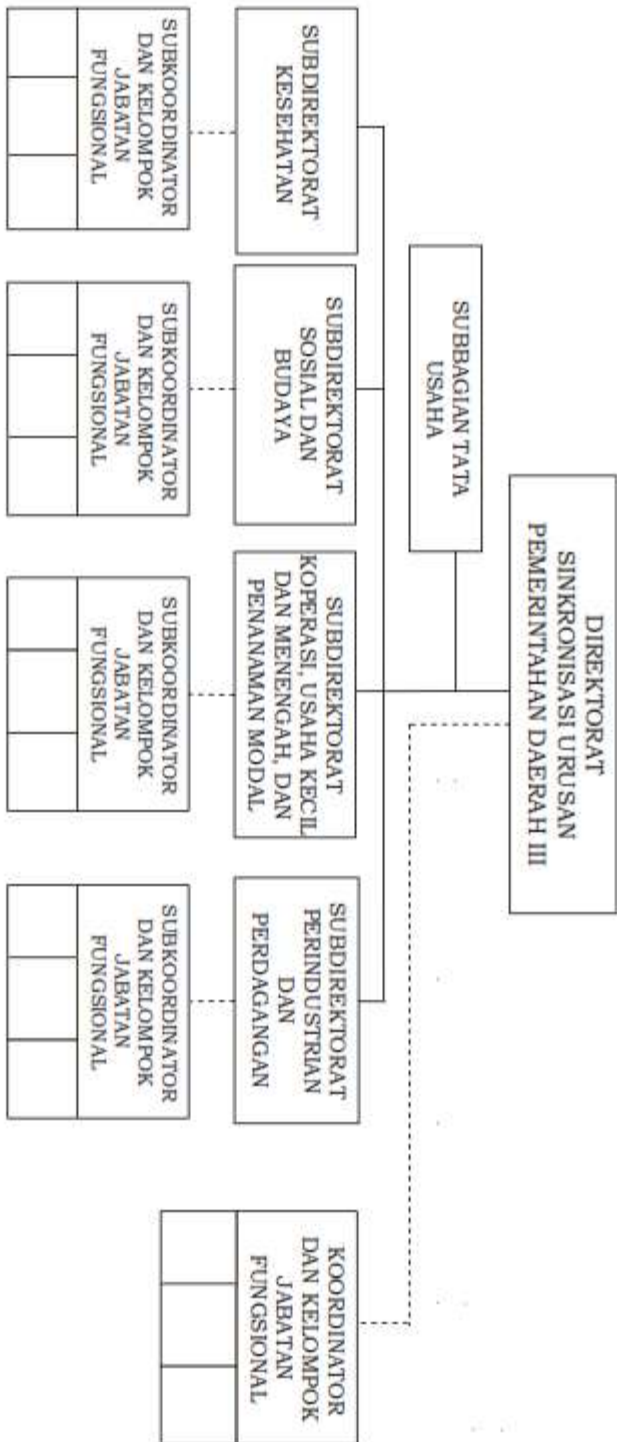 DIREKTORAT
SINKRONISASI URUSAN
PEMERINTAHAN DAERAH III
SUBBAGIAN TATA
USAHA
SUBDIREKTORAT
KESEHATAN
SUBDIREKTORAT
SOSIAL DAN
BUDAYA
SUBDIREKTORAT
KOPERASI, USAHA KECIL
DAN MENENGAH, DAN
PENANAMAN MODAL
SUBDIREKTORAT
PERINDUSTRIAN
DAN
PERDAGANGAN
KOORDINATOR
DAN KELOMPOK
JABATAN
FUNGSIONAL
SUBKOORDINATOR
DAN KELOMPOK
JABATAN
FUNGSIONAL
SUBKOORDINATOR
DAN KELOMPOK
JABATAN
FUNGSIONAL
SUBKOORDINATOR
DAN KELOMPOK
JABATAN
FUNGSIONAL
SUBKOORDINATOR
DAN KELOMPOK
JABATAN
FUNGSIONAL